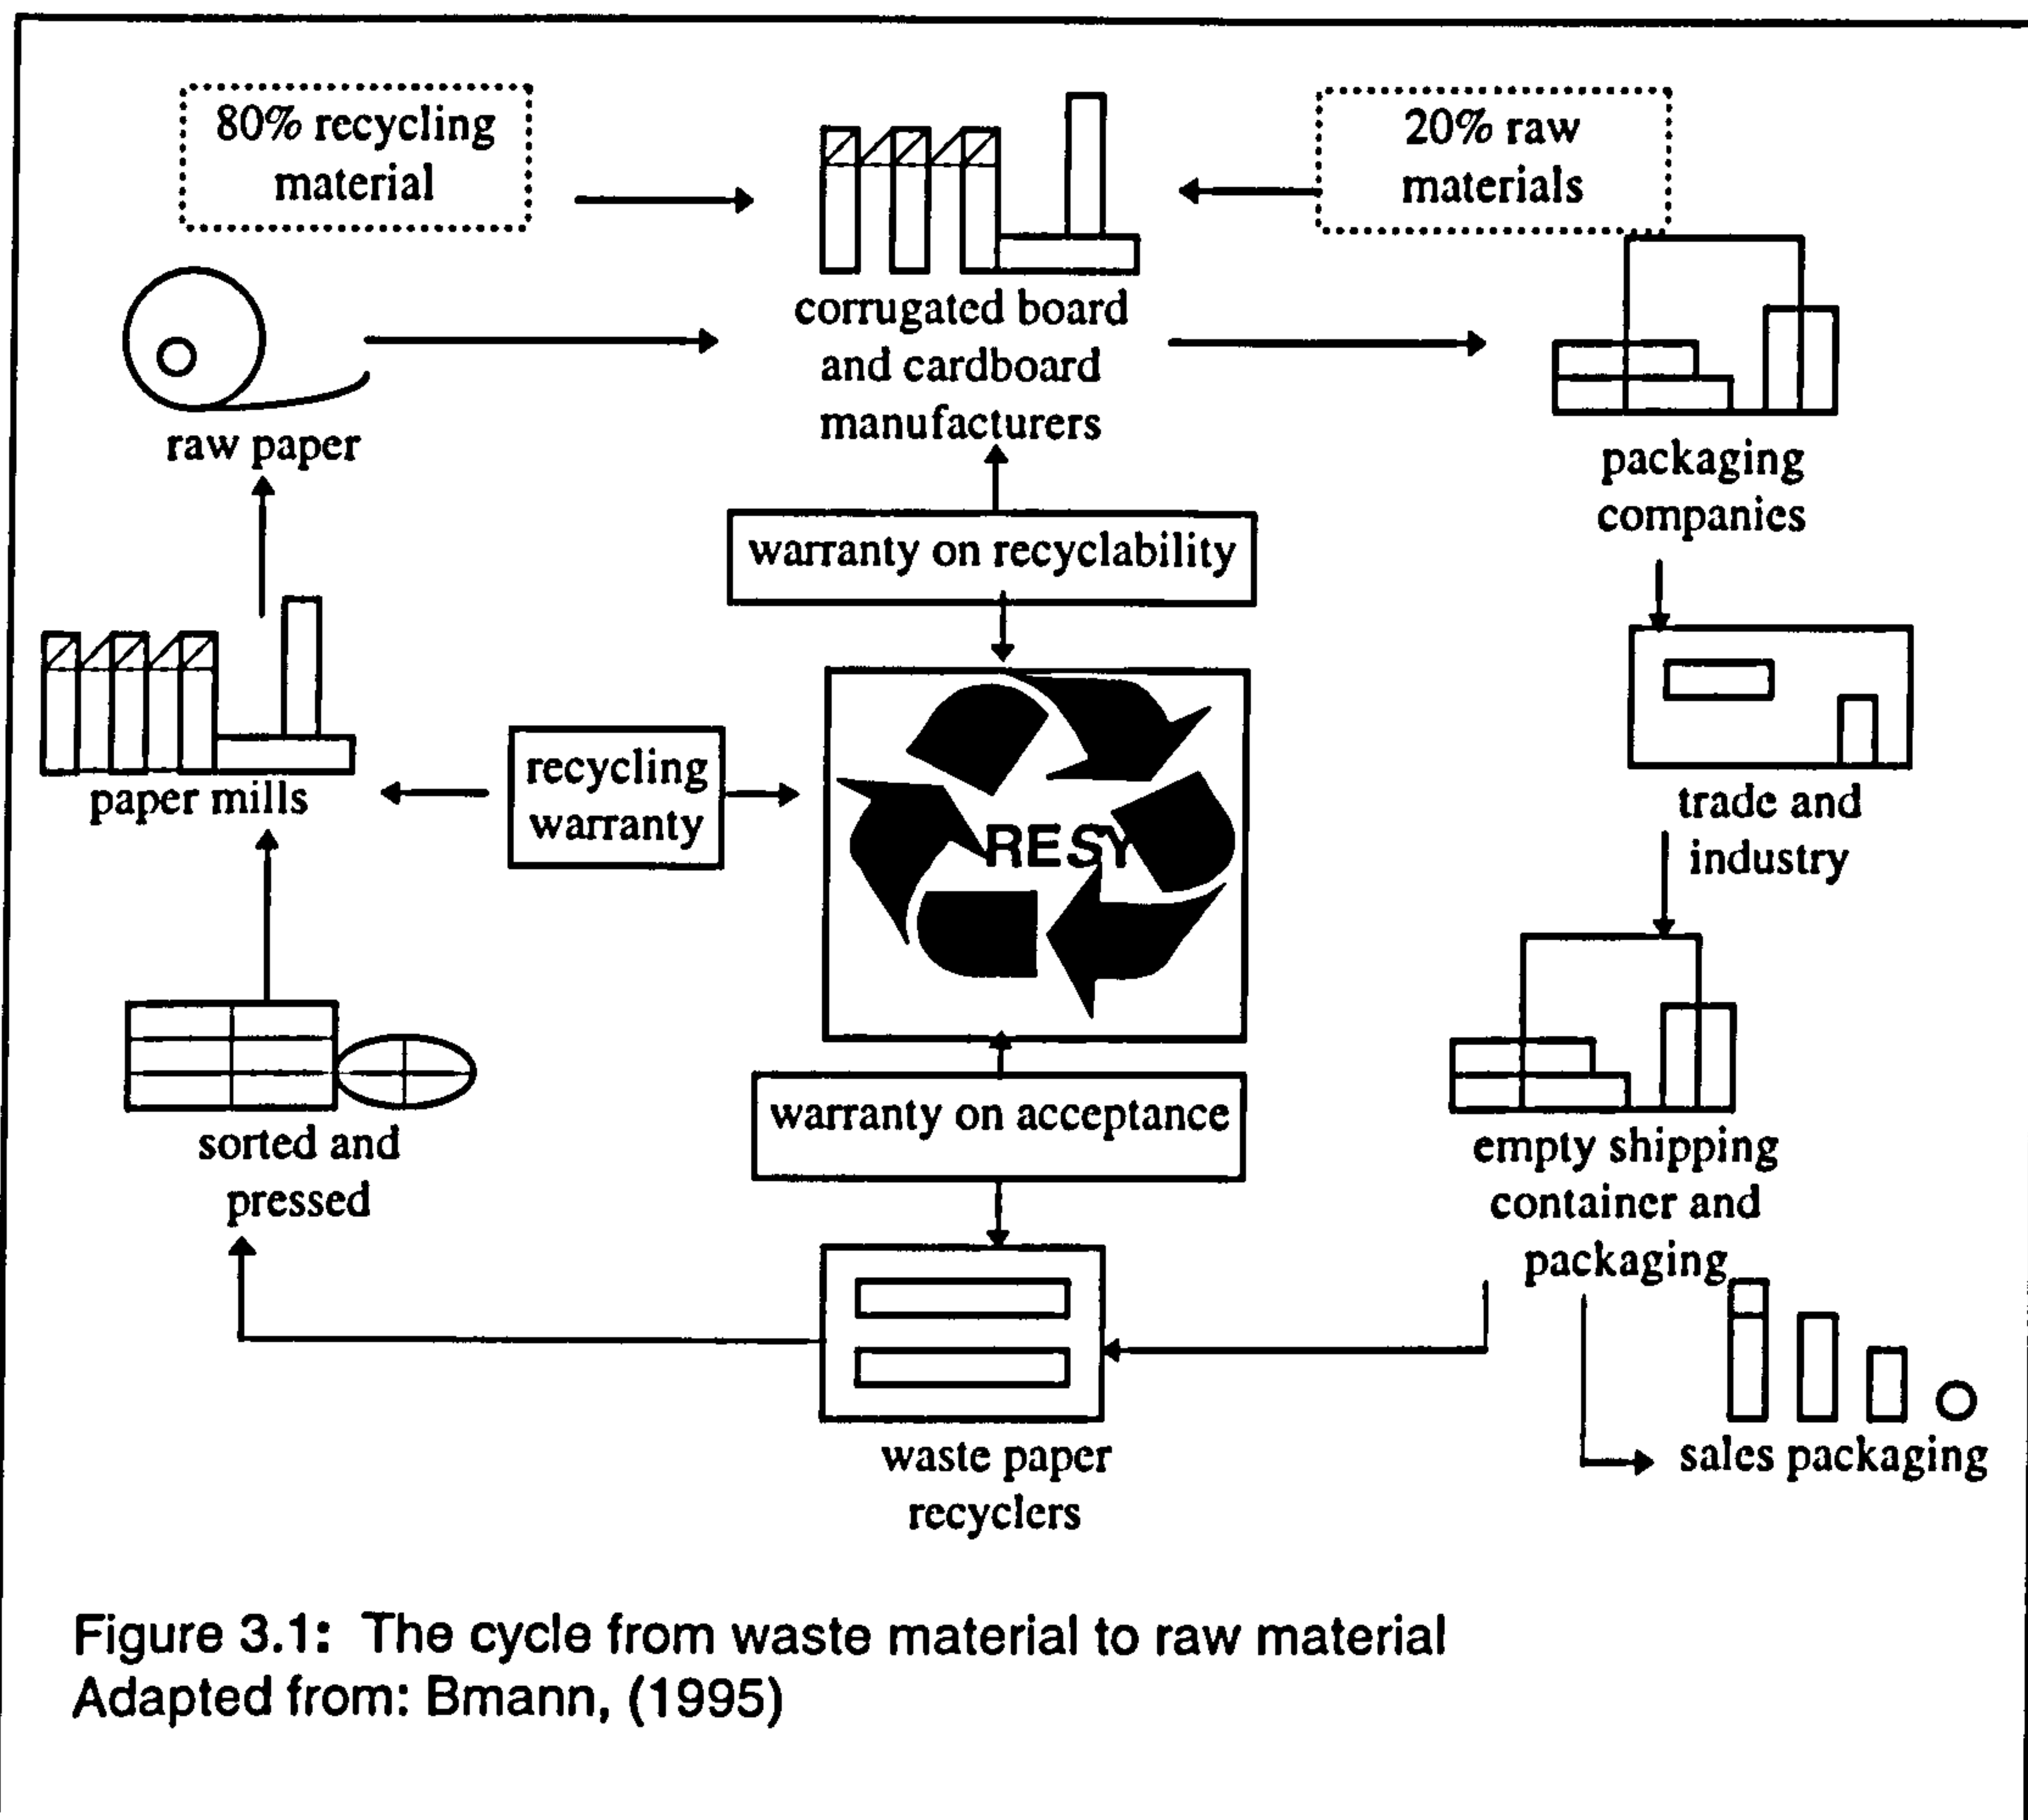 80% recycling
material
20% raw
materials
corrugated board
and cardboard
manufacturers
raw paper
packaging
companies
warranty on recyclability
paper mills
recycling
warranty
RESY
trade and
industry
sorted and
pressed
warranty on acceptance
empty shipping
container and
packaging
waste paper
recyclers
sales packaging
Figure 3.1: The cycle from waste material to raw material
Adapted from: Bmann, (1995)